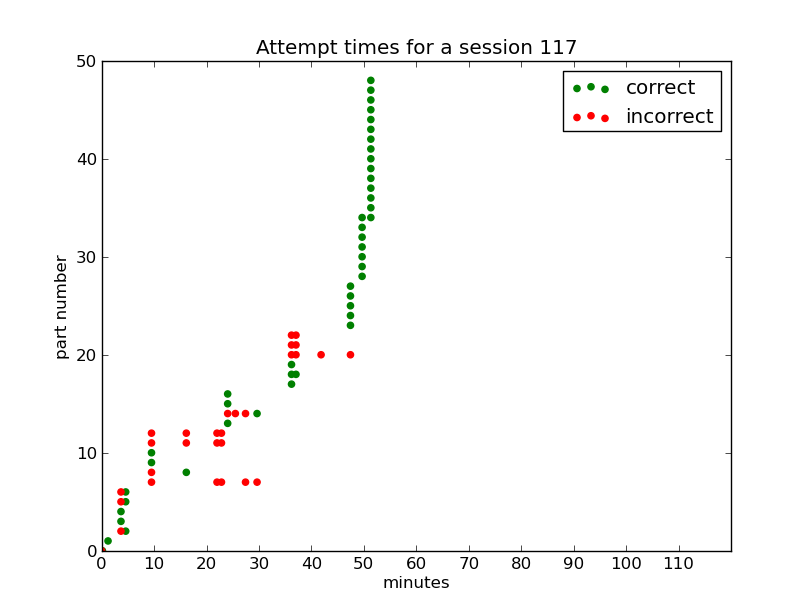 Attempt times for a session 117
correct
incorrect
50
40
30
20
10
0
part number
0 10 20 30 40 50 60 70 80 90 100 110
minutes